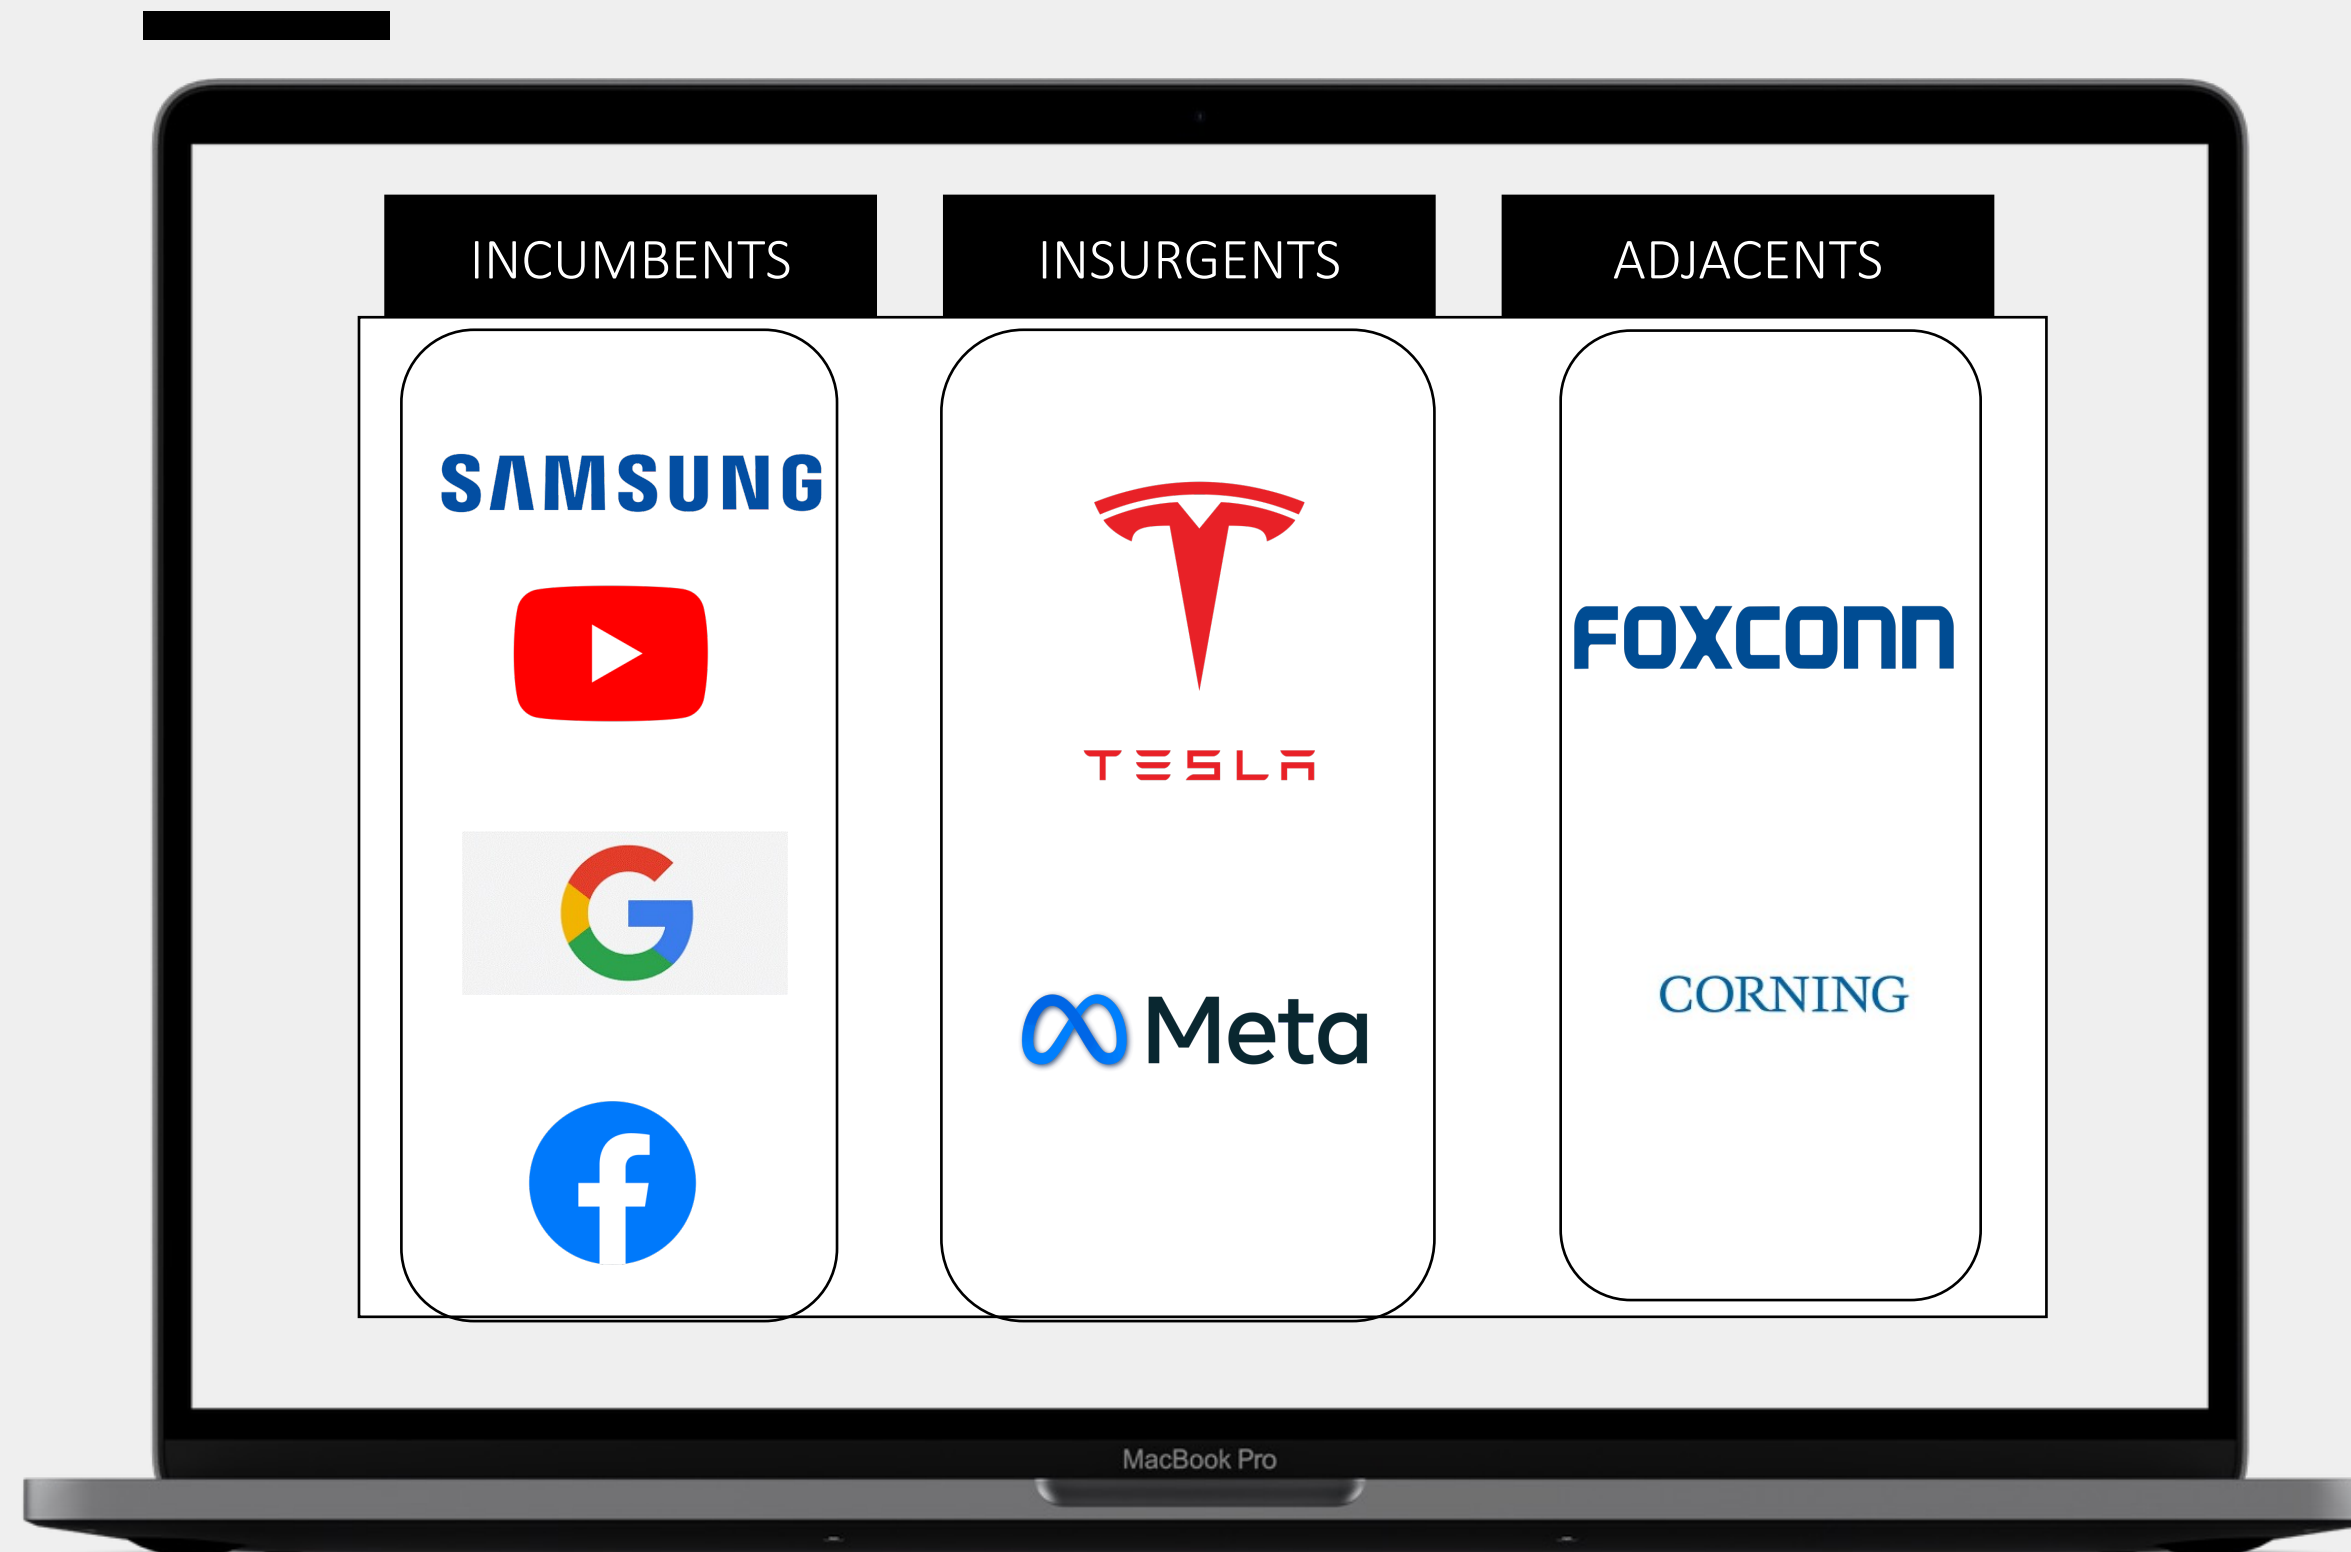 INCUMBENTS
INSURGENTS
ADJACENTS
SAMSUNG
TESLA
Meta
FOXCONN
CORNING
MacBook Pro